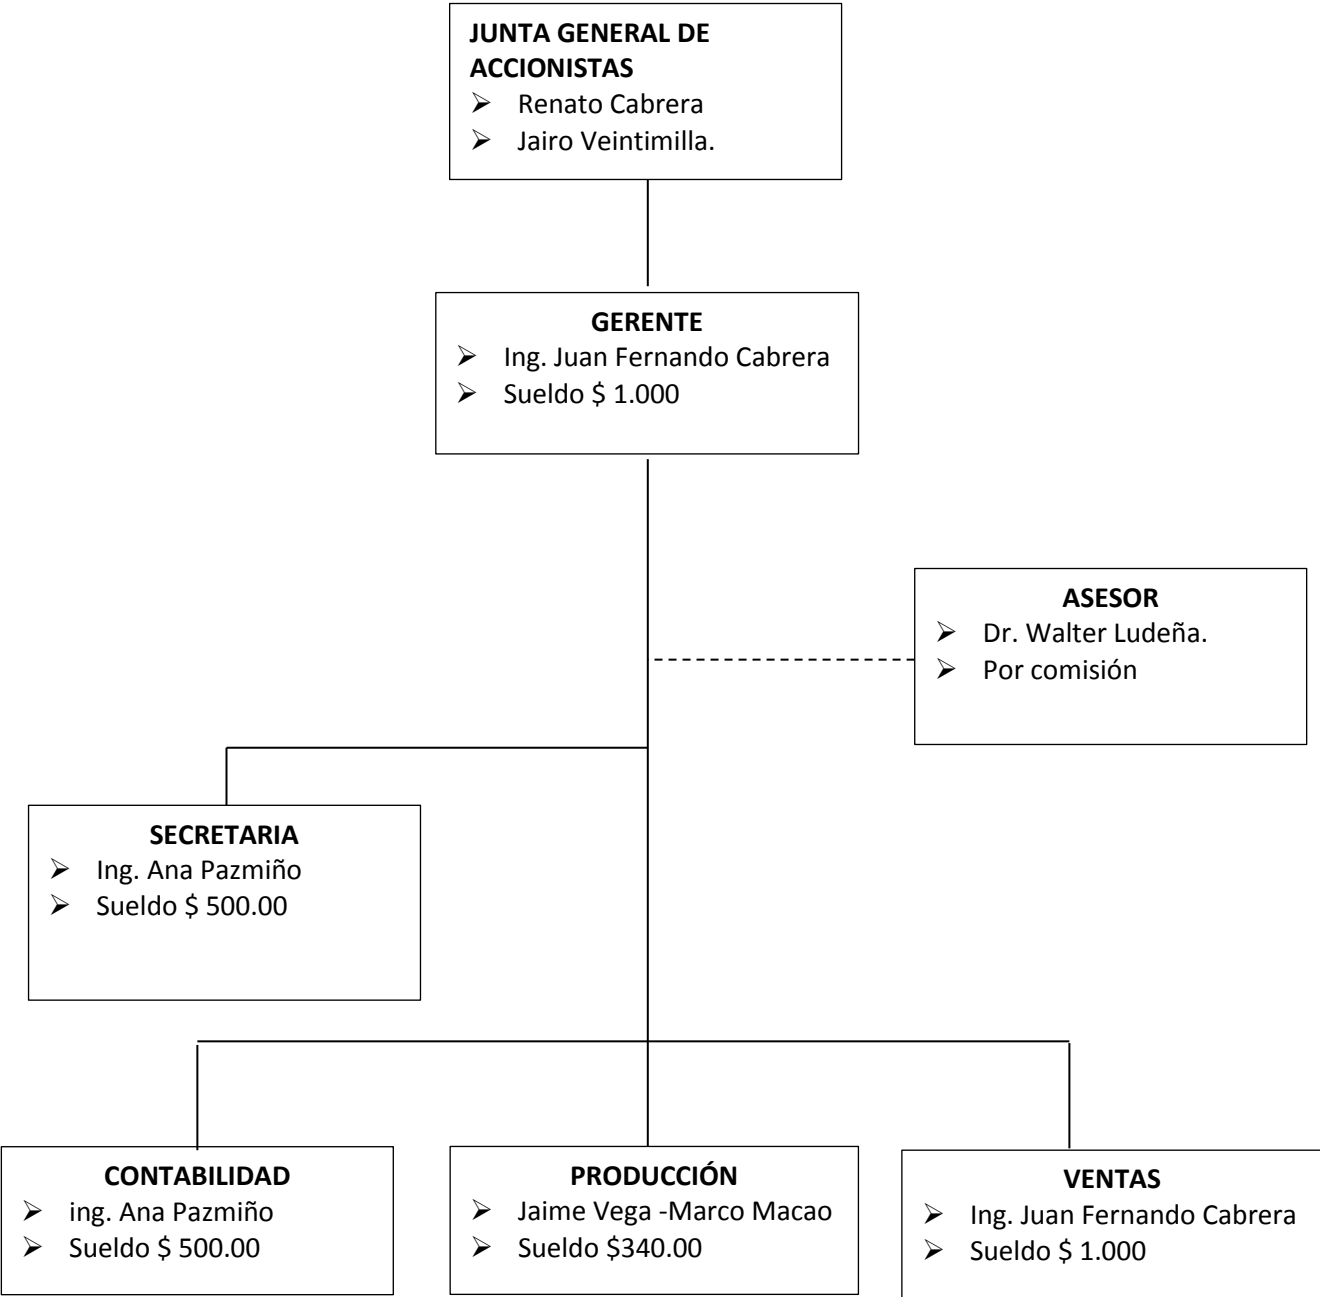 JUNTA GENERAL DE
ACCIONISTAS
➢ Renato Cabrera
➢ Jairo Veintimilla.
GERENTE
➢ Ing. Juan Fernando Cabrera
➢ Sueldo $ 1.000
ASESOR
➢ Dr. Walter Ludeña.
➢ Por comisión
SECRETARIA
➢ Ing. Ana Pazmiño
➢ Sueldo $ 500.00
CONTABILIDAD
➢ ing. Ana Pazmiño
➢ Sueldo $ 500.00
PRODUCCIÓN
➢ Jaime Vega -Marco Macao
➢ Sueldo $340.00
VENTAS
➢ Ing. Juan Fernando Cabrera
➢ Sueldo $ 1.000